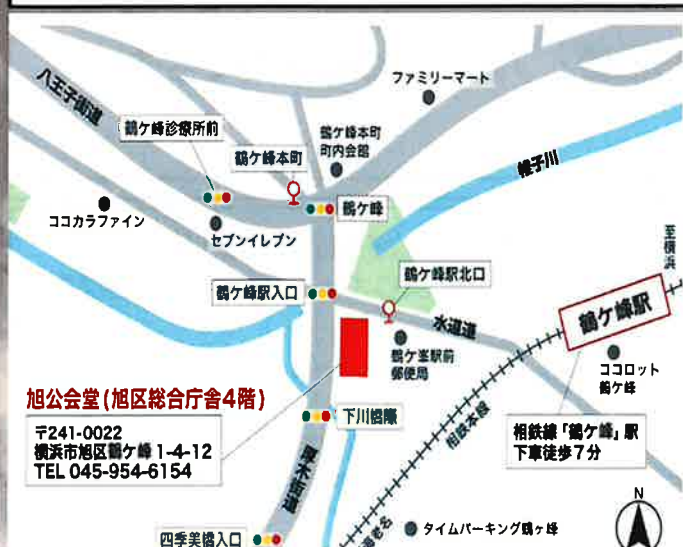 ファミリーマート
八王子街道
鶴ケ峰診療所前
鶴ケ峰本町
町内会館
鶴ケ峰本町
帷子川
ココカラファイン
鶴ケ峰
セブンイレブン
至横浜
鶴ケ峰駅北口
鶴ケ峰駅入口
鶴ケ峰駅
水道道
鶴ケ峯駅前
郵便局
ココロット
鶴ケ峰
旭公会堂(旭区総合庁舎4階)
〒241-0022
横浜市旭区鶴ケ峰1-4-12
TEL 045-954-6154
下川橋際
相鉄本線
相鉄線「鶴ケ峰」駅
下車徒歩7分
厚木街道
N
四季美橋入口
海老名
タイムパーキング鶴ヶ峰